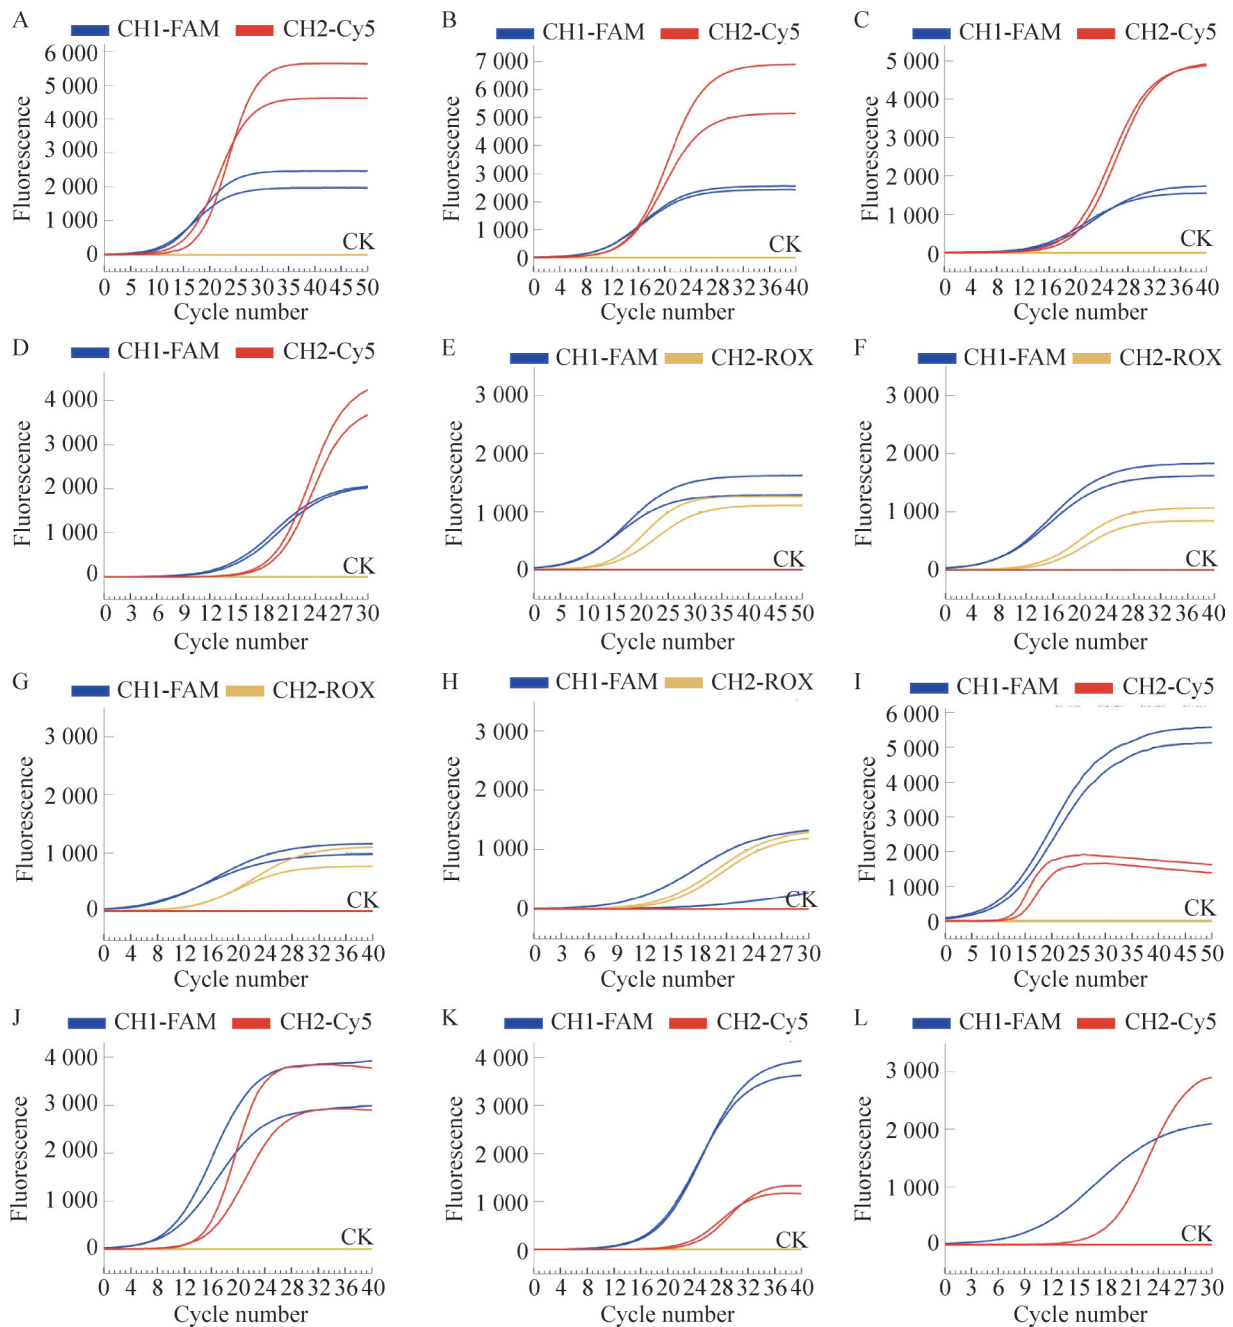 A CH1-FAM CH2-Cy5
6 000
5 000
4 000
3 000
2 000
1 000
0
Fluorescence
CK
0 5 10 15 20 25 30 35 40 45 50
Cycle number
B CH1-FAM CH2-Cy5
7 000
6 000
5 000
4 000
3 000
2 000
1 000
0
Fluorescence
CK
0 4 8 12 16 20 24 28 32 36 40
Cycle number
C CH1-FAM CH2-Cy5
5 000
4 000
3 000
2 000
1 000
0
Fluorescence
CK
0 4 8 12 16 20 24 28 32 36 40
Cycle number
D CH1-FAM CH2-Cy5
4 000
3 000
2 000
1 000
0
Fluorescence
CK
0 3 6 9 12 15 18 21 24 27 30
Cycle number
E CH1-FAM CH2-ROX
3 000
2 000
1 000
0
Fluorescence
CK
0 5 10 15 20 25 30 35 40 45 50
Cycle number
F CH1-FAM CH2-ROX
3 000
2 000
1 000
0
Fluorescence
CK
0 4 8 12 16 20 24 28 32 36 40
Cycle number
G CH1-FAM CH2-ROX
3 000
2 000
1 000
0
Fluorescence
CK
0 4 8 12 16 20 24 28 32 36 40
Cycle number
H CH1-FAM CH2-ROX
3 000
2 000
1 000
0
Fluorescence
CK
0 3 6 9 12 15 18 21 24 27 30
Cycle number
I CH1-FAM CH2-Cy5
6 000
5 000
4 000
3 000
2 000
1 000
0
Fluorescence
CK
0 5 10 15 20 25 30 35 40 45 50
Cycle number
J CH1-FAM CH2-Cy5
4 000
3 000
2 000
1 000
0
Fluorescence
CK
0 4 8 12 16 20 24 28 32 36 40
Cycle number
K CH1-FAM CH2-Cy5
4 000
3 000
2 000
1 000
0
Fluorescence
CK
0 4 8 12 16 20 24 28 32 36 40
Cycle number
L CH1-FAM CH2-Cy5
3 000
2 000
1 000
0
Fluorescence
CK
0 3 6 9 12 15 18 21 24 27 30
Cycle number